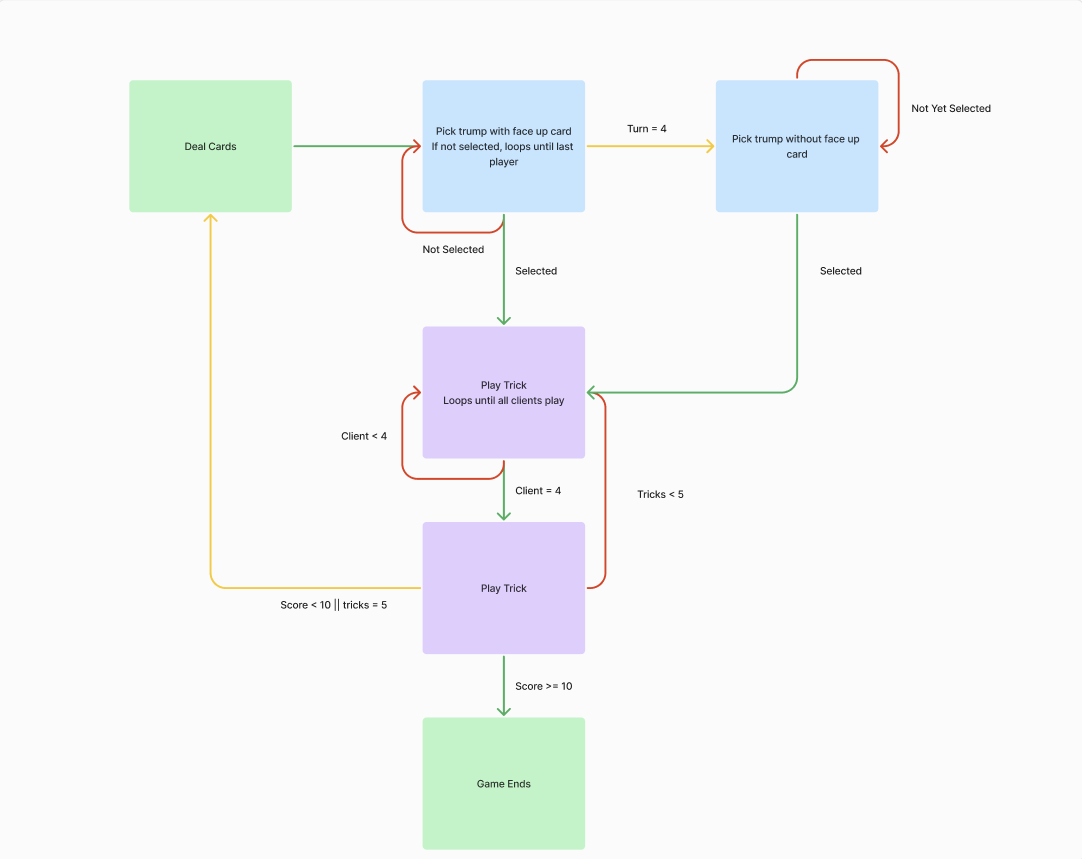 Deal Cards
Pick trump with face up card
If not selected, loops until last
player
Turn = 4
Pick trump without face up
card
Not Yet Selected
Not Selected
Selected
Selected
Play Trick
Loops until all clients play
Client < 4
Client = 4
Tricks < 5
Play Trick
Score < 10 || tricks = 5
Score >= 10
Game Ends